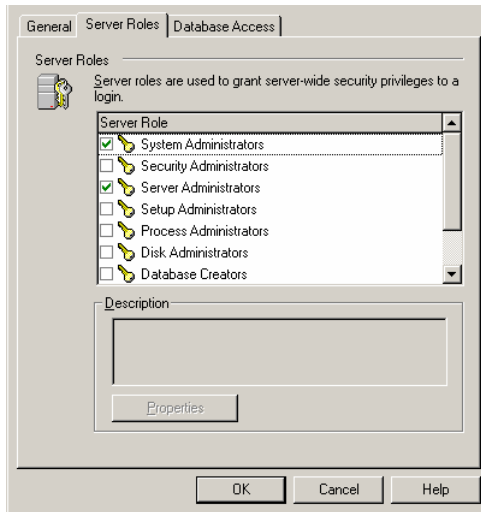 General Server Roles Database Access
Server Roles
Server roles are used to grant server-wide security privileges to a
login.
Server Role
System Administrators
Security Administrators
Server Administrators
Setup Administrators
Process Administrators
Disk Administrators
Database Creators
Description
Properties
OK Cancel Help